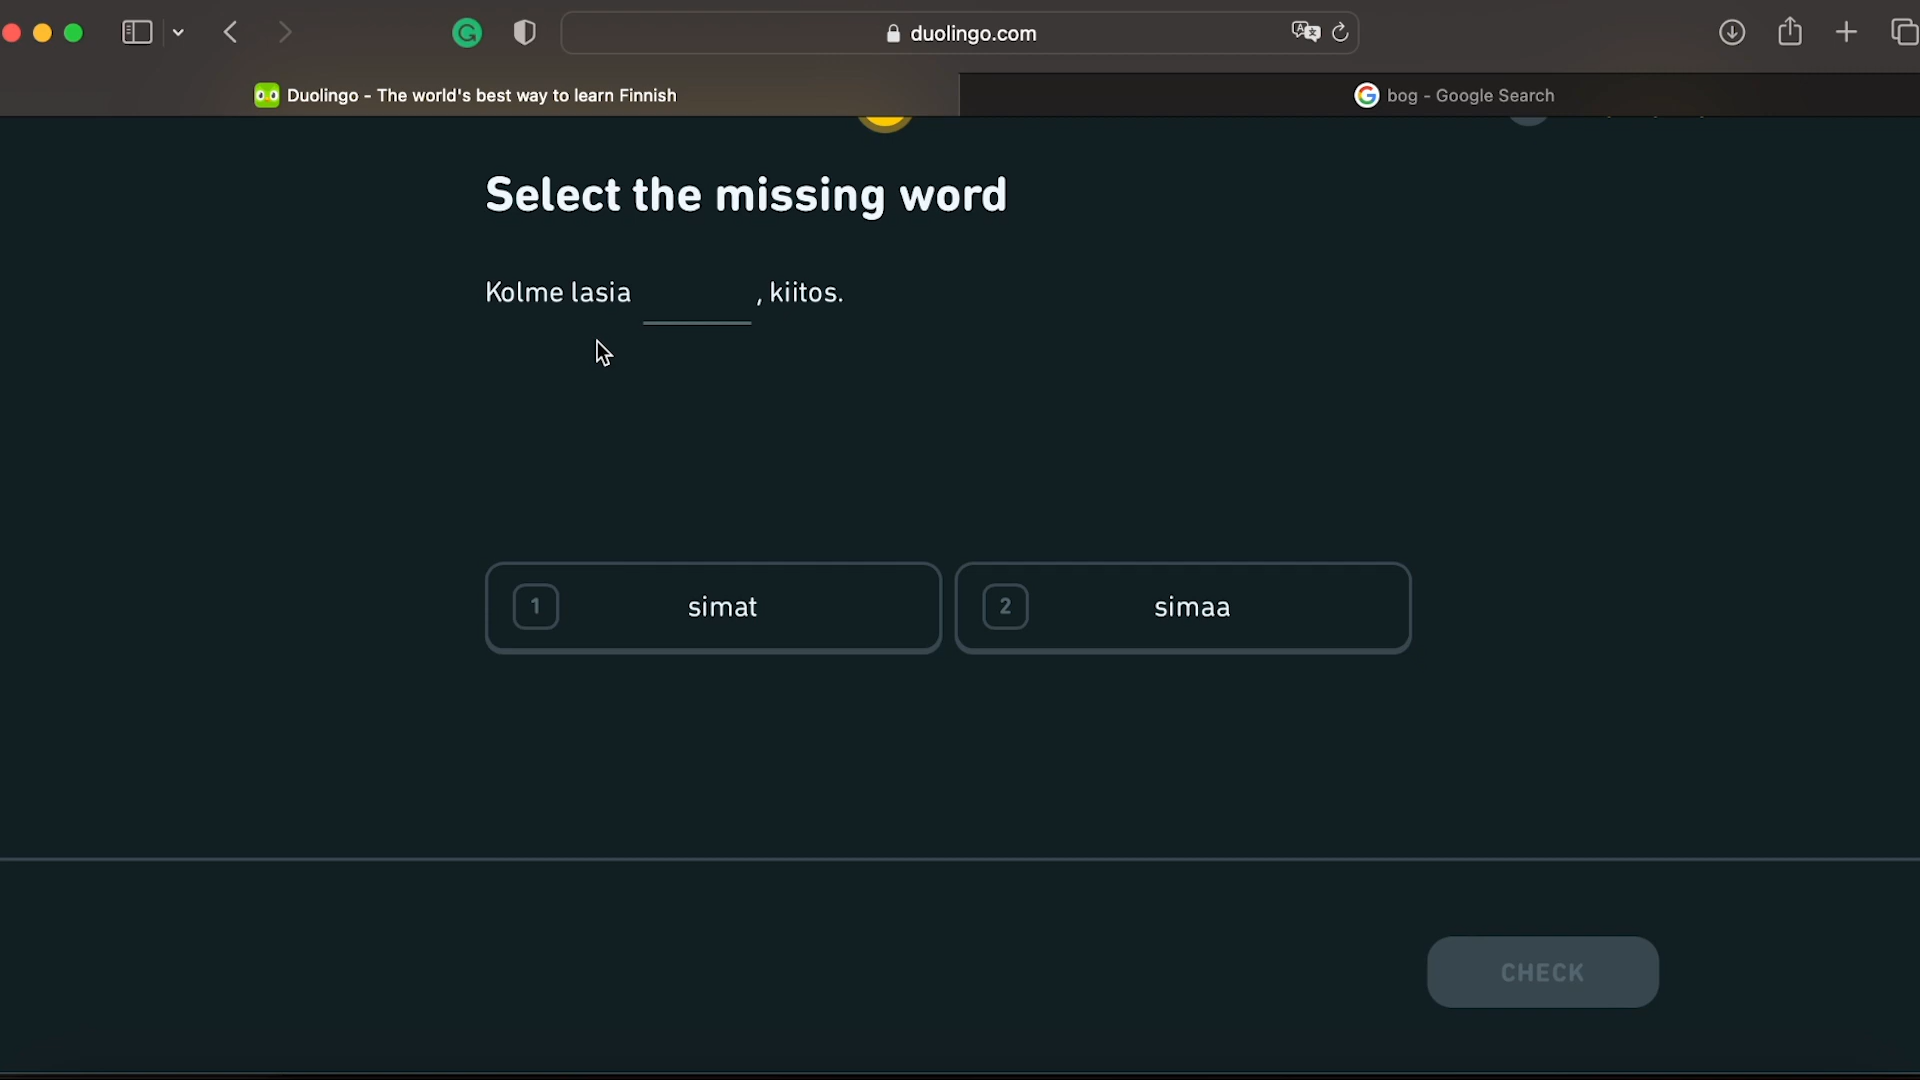 duolingo.com
Duolingo - The world's best way to learn Finnish
bog - Google Search
Select the missing word
Kolme lasia ______, kiitos.
1 simat
2 simaa
CHECK